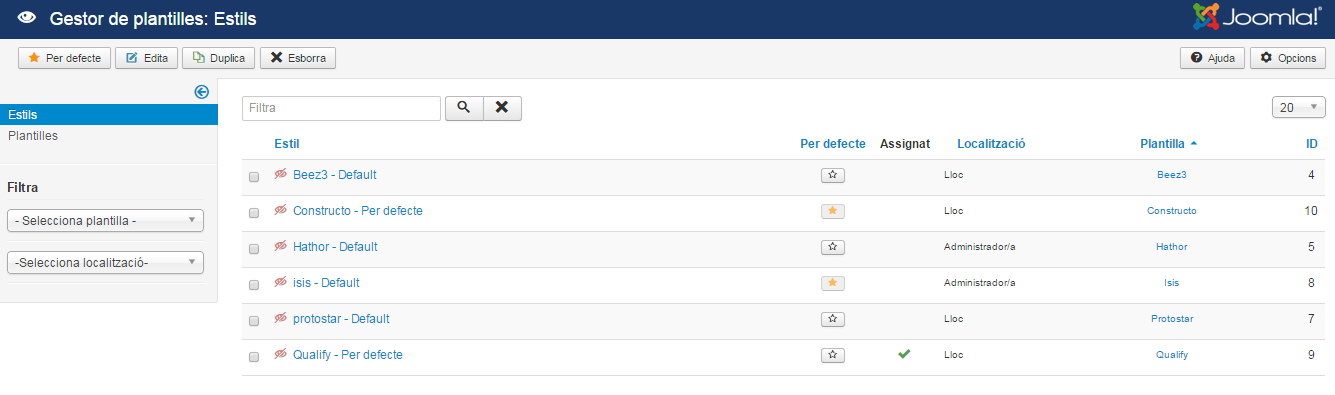 Gestor de plantilles: Estils
Joomla!®
Per defecte Edita Duplica Esborra Ajuda Opcions
Estils
Plantilles
Filtra
- Selecciona plantilla -
-Selecciona localització-
Filtra 20
Estil Per defecte Assignat Localització Plantilla ID
Beez3 - Default Lloc Beez3 4
Constructo - Per defecte Lloc Constructo 10
Hathor - Default Administrador/a Hathor 5
isis - Default Administrador/a Isis 8
protostar - Default Lloc Protostar 7
Qualify - Per defecte Lloc Qualify 9